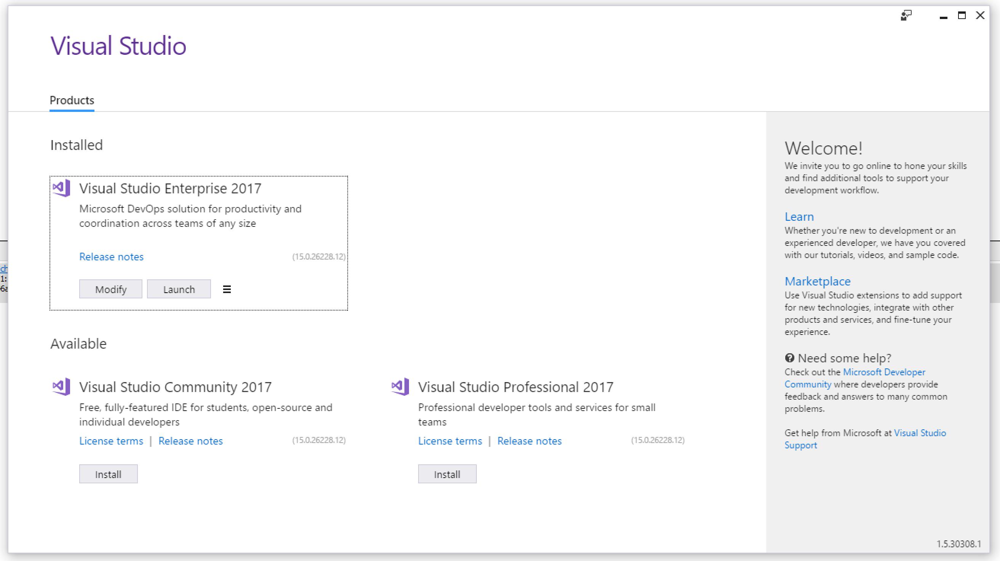 Visual Studio
Products
Installed
Visual Studio Enterprise 2017
Microsoft DevOps solution for productivity and
coordination across teams of any size
Release notes
(15.0.26228.12)
Modify
Launch
Available
Visual Studio Community 2017
Free, fully-featured IDE for students, open-source and
individual developers
License terms | Release notes
(15.0.26228.12)
Install
Visual Studio Professional 2017
Professional developer tools and services for small
teams
License terms | Release notes
(15.0.26228.12)
Install
Welcome!
We invite you to go online to hone your skills
and find additional tools to support your
development workflow.
Learn
Whether you're new to development or an
experienced developer, we have you covered
with our tutorials, videos, and sample code.
Marketplace
Use Visual Studio extensions to add support
for new technologies, integrate with other
products and services, and fine-tune your
experience.
Need some help?
Check out the Microsoft Developer
Community where developers provide
feedback and answers to many common
problems.
Get help from Microsoft at Visual Studio
Support
1.5.30308.1
ch
1:
6a